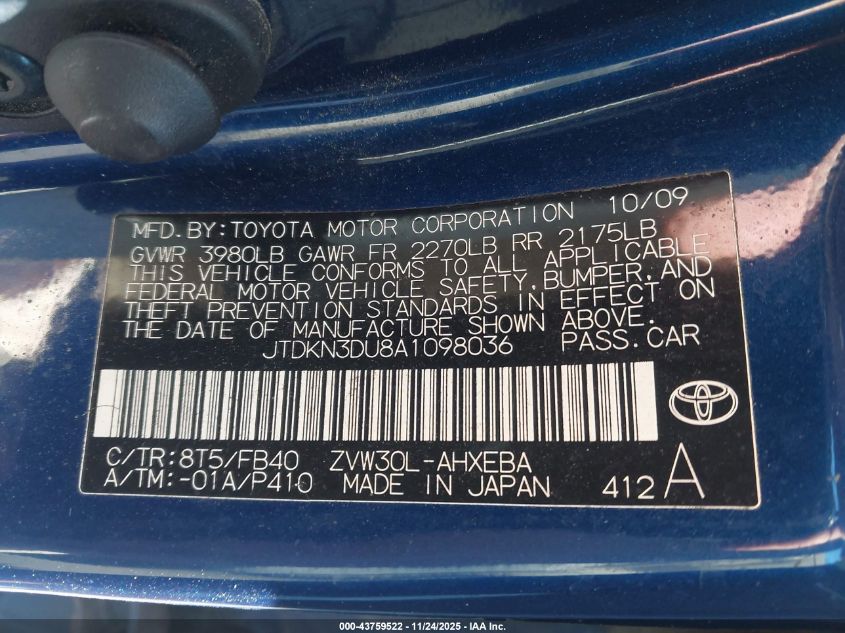 MFD. BY: TOYOTA MOTOR CORPORATION 10/09
GVWR 3980LB GAWR FR 2270LB RR 2175LB
THIS VEHICLE CONFORMS TO ALL APPLICABLE
FEDERAL MOTOR VEHICLE SAFETY, BUMPER, AND
THEFT PREVENTION STANDARDS IN EFFECT ON
THE DATE OF MANUFACTURE SHOWN ABOVE.
JTDKN3DU8A1098036 PASS. CAR
C/TR: 8T5/FB40 ZVW30L-AHXEBA
A/TM: -01A/P410 MADE IN JAPAN 412 A
000-43759522 | 11/24/2025 | IAA Inc.